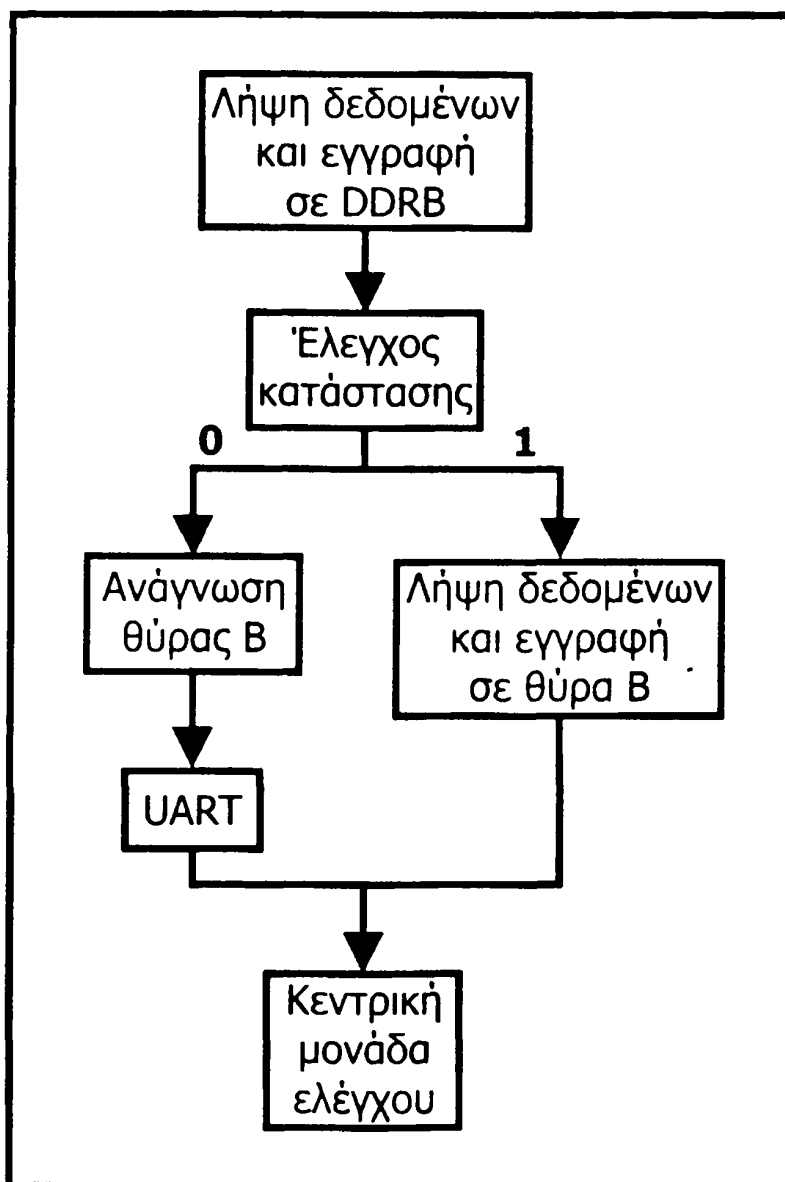 Λήψη δεδομένων
και εγγραφή
σε DDRB
Έλεγχος
κατάστασης
0
1
Ανάγνωση
θύρας Β
Λήψη δεδομένων
και εγγραφή
σε θύρα Β
UART
Κεντρική
μονάδα
ελέγχου